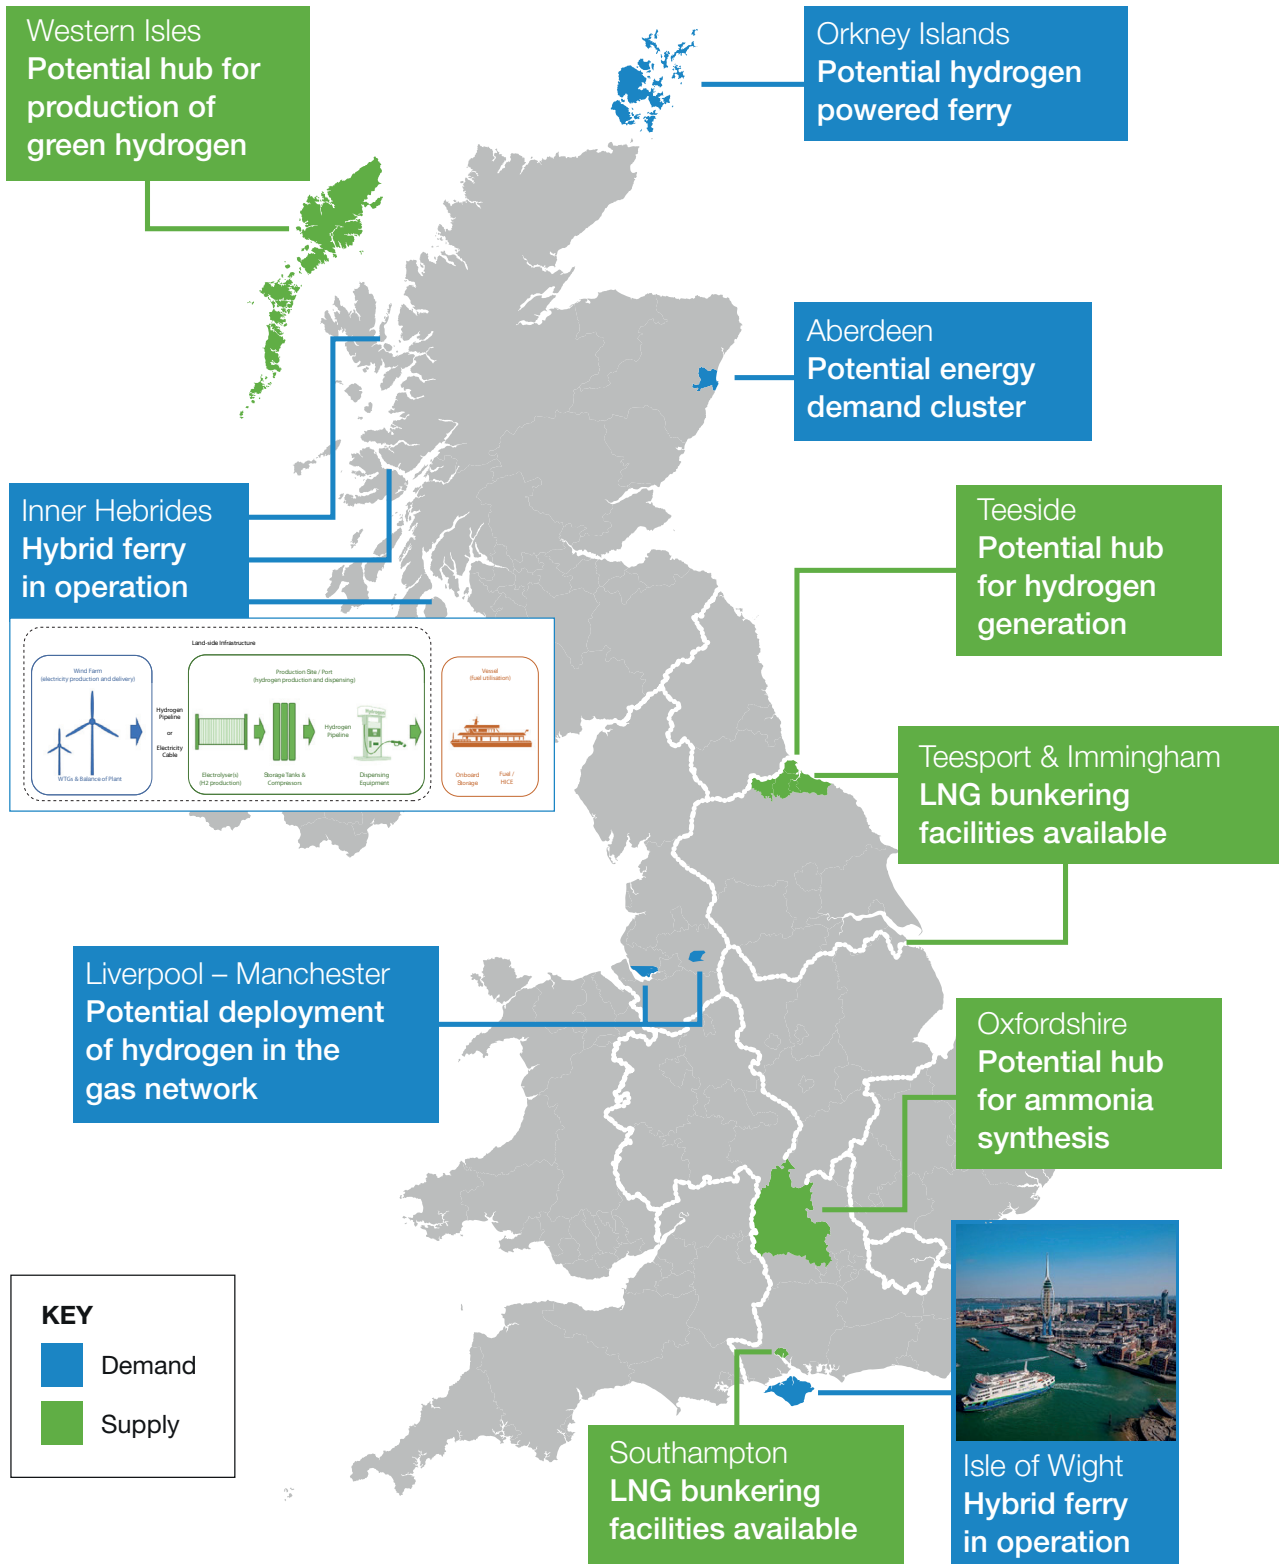 Western Isles
Potential hub for
production of
green hydrogen
Orkney Islands
Potential hydrogen
powered ferry
Aberdeen
Potential energy
demand cluster
Inner Hebrides
Hybrid ferry
in operation
Teeside
Potential hub
for hydrogen
generation
Land-side Infrastructure
Wind Farm
(electricity production and delivery)
WTGs & Balance of Plant
Hydrogen
Pipeline
or
Electricity
Cable
Production Site / Port
(hydrogen production and dispensing)
Electrolyser(s)
(H2 production)
Storage Tanks &
Compressors
Hydrogen
Pipeline
Hydrogen
Dispensing
Equipment
Vessel
(fuel utilisation)
Onboard
Storage
Fuel /
HICE
Teesport & Immingham
LNG bunkering
facilities available
Liverpool – Manchester
Potential deployment
of hydrogen in the
gas network
Oxfordshire
Potential hub
for ammonia
synthesis
KEY
Demand
Supply
Southampton
LNG bunkering
facilities available
Isle of Wight
Hybrid ferry
in operation